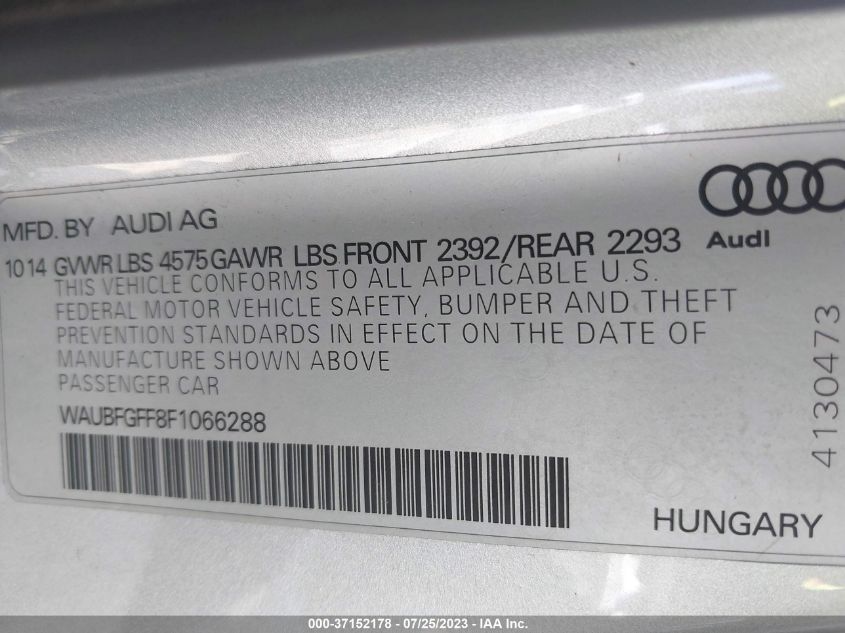 MFD. BY AUDI AG
1014 GVWR LBS 4575 GAWR LBS FRONT 2392/REAR 2293
Audi
THIS VEHICLE CONFORMS TO ALL APPLICABLE U.S.
FEDERAL MOTOR VEHICLE SAFETY, BUMPER AND THEFT
PREVENTION STANDARDS IN EFFECT ON THE DATE OF
MANUFACTURE SHOWN ABOVE
PASSENGER CAR
WAUBFGFF8F1066288
4130473
HUNGARY
000-37152178 - 07/25/2023 - IAA Inc.